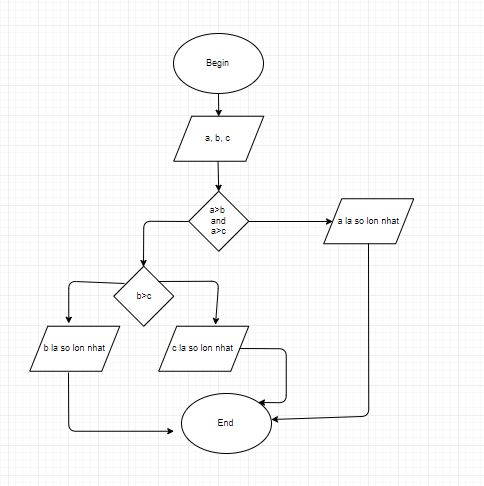 Begin
a, b, c
a>b
and
a>c
a la so lon nhat
b>c
b la so lon nhat
c la so lon nhat
End